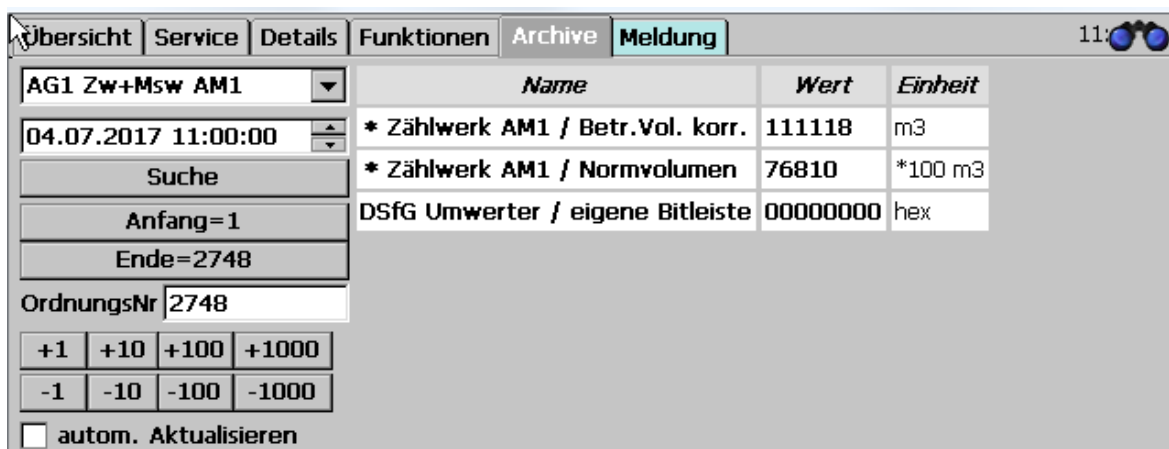 Übersicht Service Details Funktionen Archive Meldung 11:
AG1 Zw+Msw AM1
04.07.2017 11:00:00
Suche
Anfang=1
Ende=2748
OrdnungsNr 2748
+1 +10 +100 +1000
-1 -10 -100 -1000
autom. Aktualisieren
Name Wert Einheit
* Zählwerk AM1 / Betr.Vol. korr. 111118 m3
* Zählwerk AM1 / Normvolumen 76810 *100 m3
DSfG Umwerter / eigene Bitleiste 00000000 hex